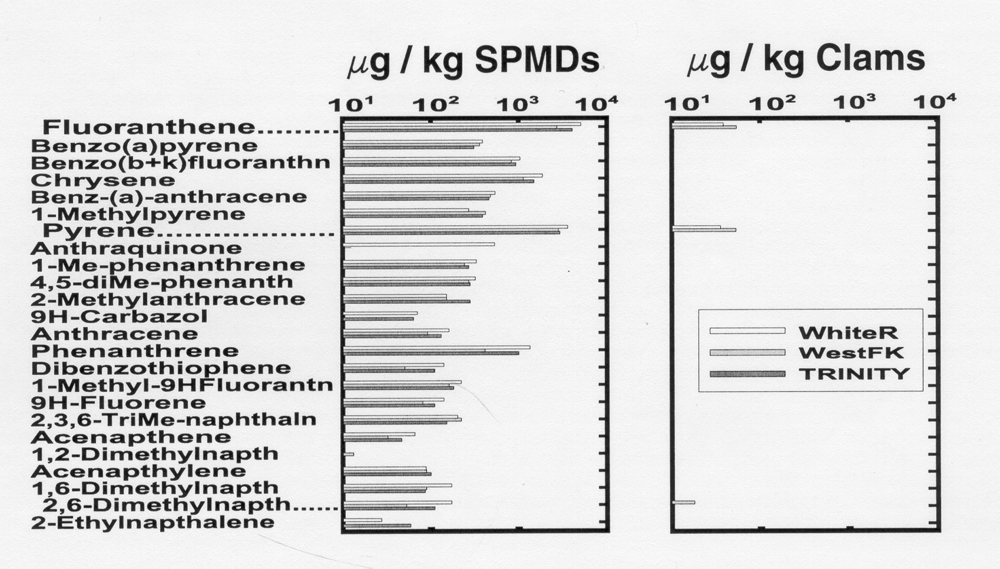 μg / kg SPMDs
μg / kg Clams
10¹ 10² 10³ 10⁴
10¹ 10² 10³ 10⁴
Fluoranthene.........
Benzo(a)pyrene
Benzo(b+k)fluoranthn
Chrysene
Benz-(a)-anthracene
1-Methylpyrene
Pyrene....................
Anthraquinone
1-Me-phenanthrene
4,5-diMe-phenanth
2-Methylanthracene
9H-Carbazol
Anthracene
Phenanthrene
Dibenzothiophene
1-Methyl-9HFluorantn
9H-Fluorene
2,3,6-TriMe-naphthaln
Acenapthene
1,2-Dimethylnapth
Acenapthylene
1,6-Dimethylnapth
2,6-Dimethylnapth......
2-Ethylnapthalene
WhiteR
WestFK
TRINITY